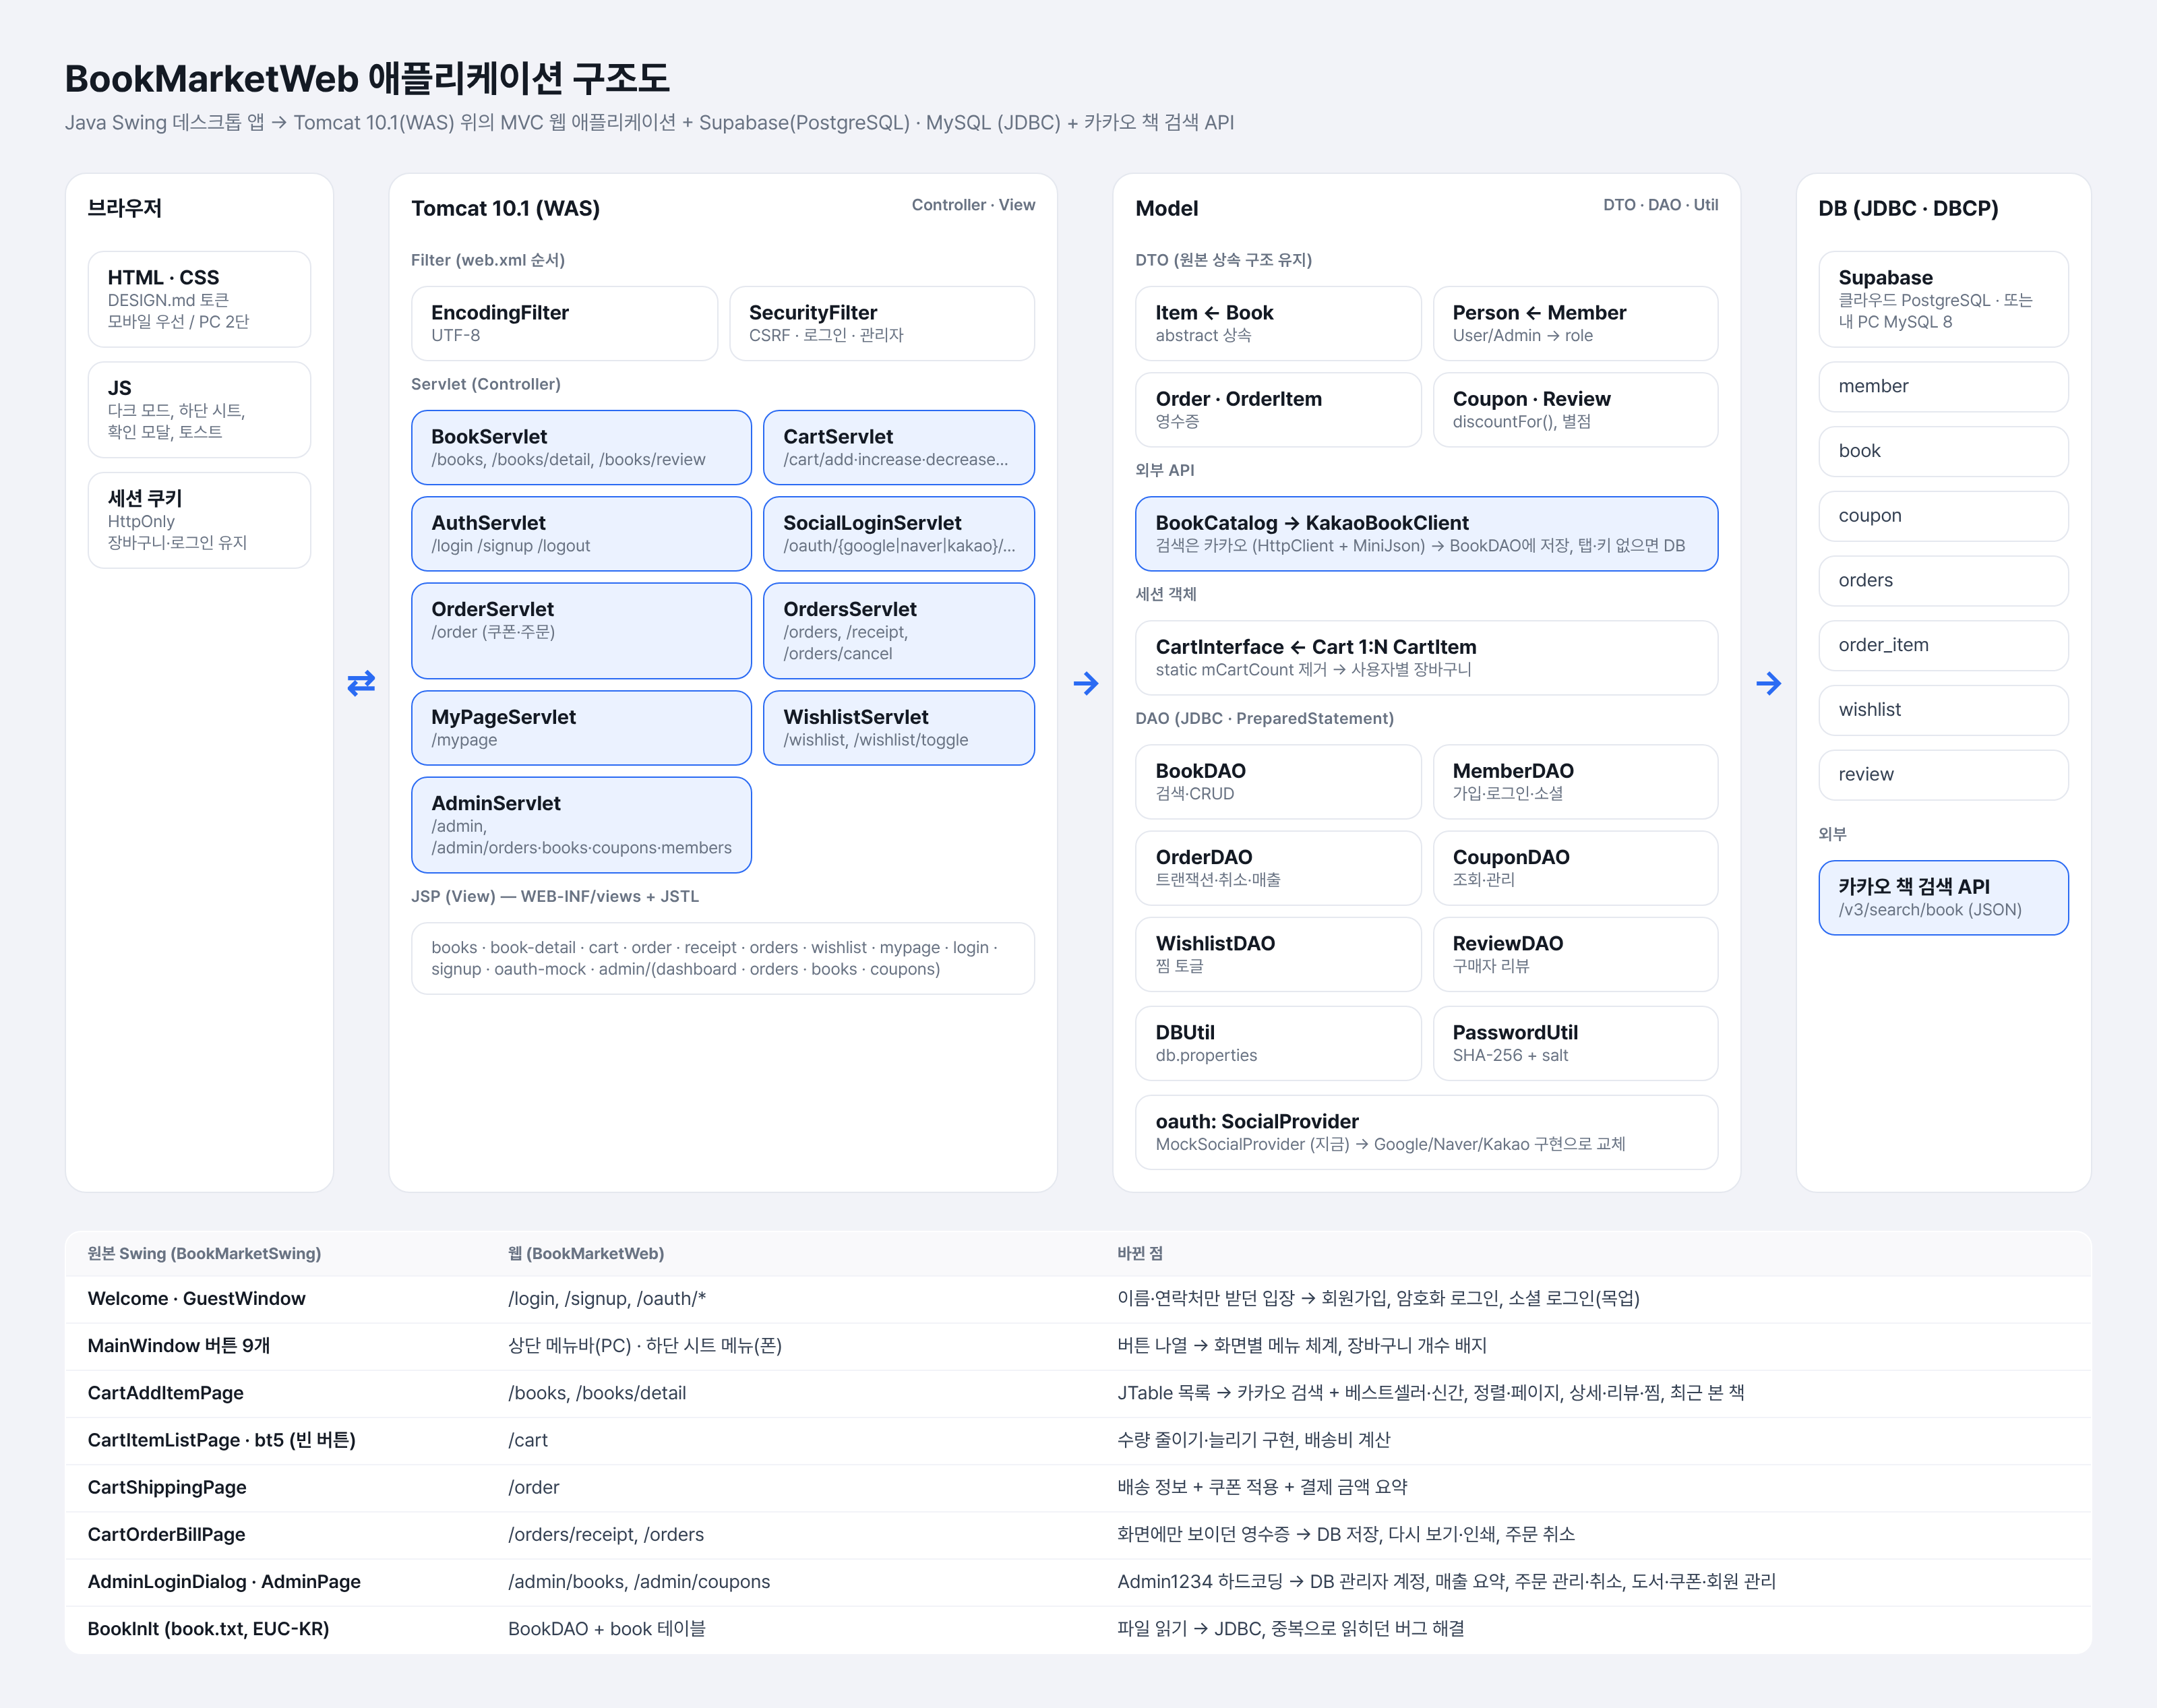 BookMarketWeb 애플리케이션 구조도
Java Swing 데스크톱 앱 → Tomcat 10.1(WAS) 위의 MVC 웹 애플리케이션 + Supabase(PostgreSQL) · MySQL (JDBC) + 카카오 책 검색 API
브라우저
HTML · CSS
DESIGN.md 토큰
모바일 우선 / PC 2단
JS
다크 모드, 하단 시트,
확인 모달, 토스트
세션 쿠키
HttpOnly
장바구니·로그인 유지
⇄
Tomcat 10.1 (WAS)
Controller · View
Filter (web.xml 순서)
EncodingFilter
UTF-8
SecurityFilter
CSRF · 로그인 · 관리자
Servlet (Controller)
BookServlet
/books, /books/detail, /books/review
CartServlet
/cart/add·increase·decrease…
AuthServlet
/login /signup /logout
SocialLoginServlet
/oauth/{google|naver|kakao}/…
OrderServlet
/order (쿠폰·주문)
OrdersServlet
/orders, /receipt,
/orders/cancel
MyPageServlet
/mypage
WishlistServlet
/wishlist, /wishlist/toggle
AdminServlet
/admin,
/admin/orders·books·coupons·members
JSP (View) — WEB-INF/views + JSTL
books · book-detail · cart · order · receipt · orders · wishlist · mypage · login ·
signup · oauth-mock · admin/(dashboard · orders · books · coupons)
→
Model
DTO · DAO · Util
DTO (원본 상속 구조 유지)
Item ← Book
abstract 상속
Person ← Member
User/Admin → role
Order · OrderItem
영수증
Coupon · Review
discountFor(), 별점
외부 API
BookCatalog → KakaoBookClient
검색은 카카오 (HttpClient + MiniJson) → BookDAO에 저장, 탭·키 없으면 DB
세션 객체
CartInterface ← Cart 1:N CartItem
static mCartCount 제거 → 사용자별 장바구니
DAO (JDBC · PreparedStatement)
BookDAO
검색·CRUD
MemberDAO
가입·로그인·소셜
OrderDAO
트랜잭션·취소·매출
CouponDAO
조회·관리
WishlistDAO
찜 토글
ReviewDAO
구매자 리뷰
DBUtil
db.properties
PasswordUtil
SHA-256 + salt
oauth: SocialProvider
MockSocialProvider (지금) → Google/Naver/Kakao 구현으로 교체
→
DB (JDBC · DBCP)
Supabase
클라우드 PostgreSQL · 또는
내 PC MySQL 8
member
book
coupon
orders
order_item
wishlist
review
외부
카카오 책 검색 API
/v3/search/book (JSON)
원본 Swing (BookMarketSwing) 웹 (BookMarketWeb) 바뀐 점
Welcome · GuestWindow /login, /signup, /oauth/* 이름·연락처만 받던 입장 → 회원가입, 암호화 로그인, 소셜 로그인(목업)
MainWindow 버튼 9개 상단 메뉴바(PC) · 하단 시트 메뉴(폰) 버튼 나열 → 화면별 메뉴 체계, 장바구니 개수 배지
CartAddItemPage /books, /books/detail JTable 목록 → 카카오 검색 + 베스트셀러·신간, 정렬·페이지, 상세·리뷰·찜, 최근 본 책
CartItemListPage · bt5 (빈 버튼) /cart 수량 줄이기·늘리기 구현, 배송비 계산
CartShippingPage /order 배송 정보 + 쿠폰 적용 + 결제 금액 요약
CartOrderBillPage /orders/receipt, /orders 화면에만 보이던 영수증 → DB 저장, 다시 보기·인쇄, 주문 취소
AdminLoginDialog · AdminPage /admin/books, /admin/coupons Admin1234 하드코딩 → DB 관리자 계정, 매출 요약, 주문 관리·취소, 도서·쿠폰·회원 관리
BookInIt (book.txt, EUC-KR) BookDAO + book 테이블 파일 읽기 → JDBC, 중복으로 읽히던 버그 해결